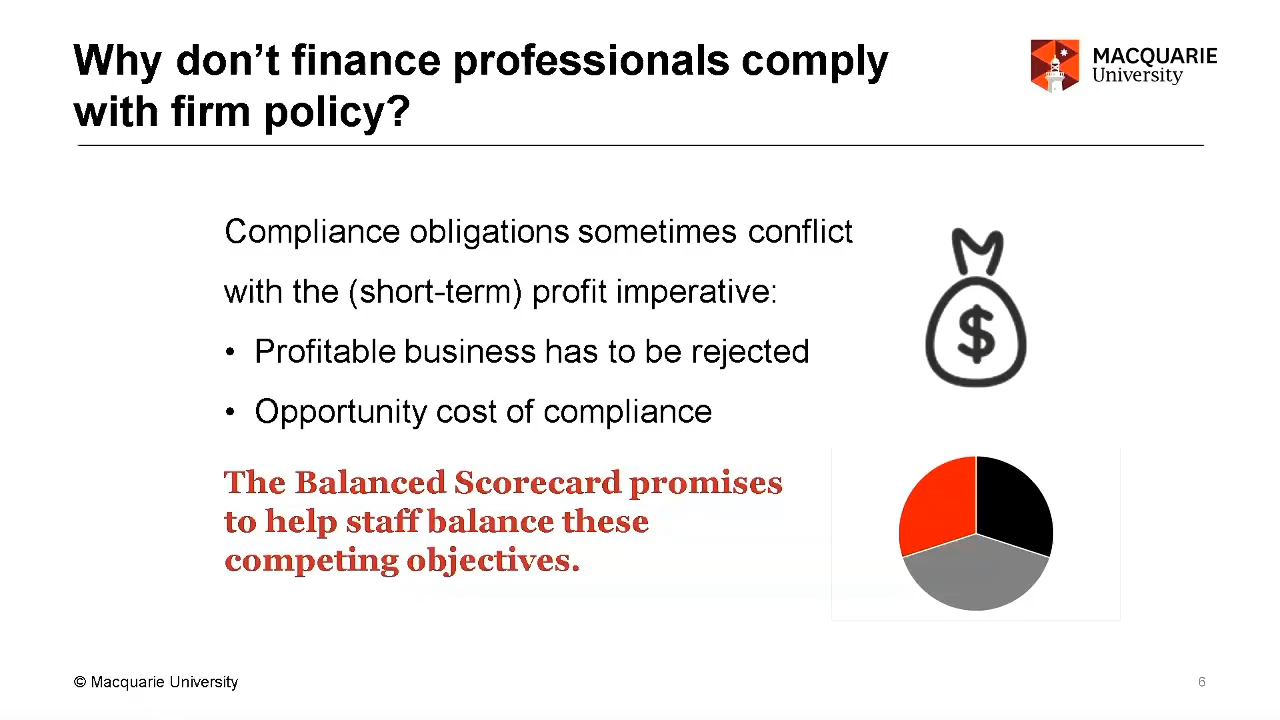 Why don’t finance professionals comply
with firm policy?
MACQUARIE
University
Compliance obligations sometimes conflict
with the (short-term) profit imperative:
• Profitable business has to be rejected
• Opportunity cost of compliance
$
The Balanced Scorecard promises
to help staff balance these
competing objectives.
© Macquarie University
6